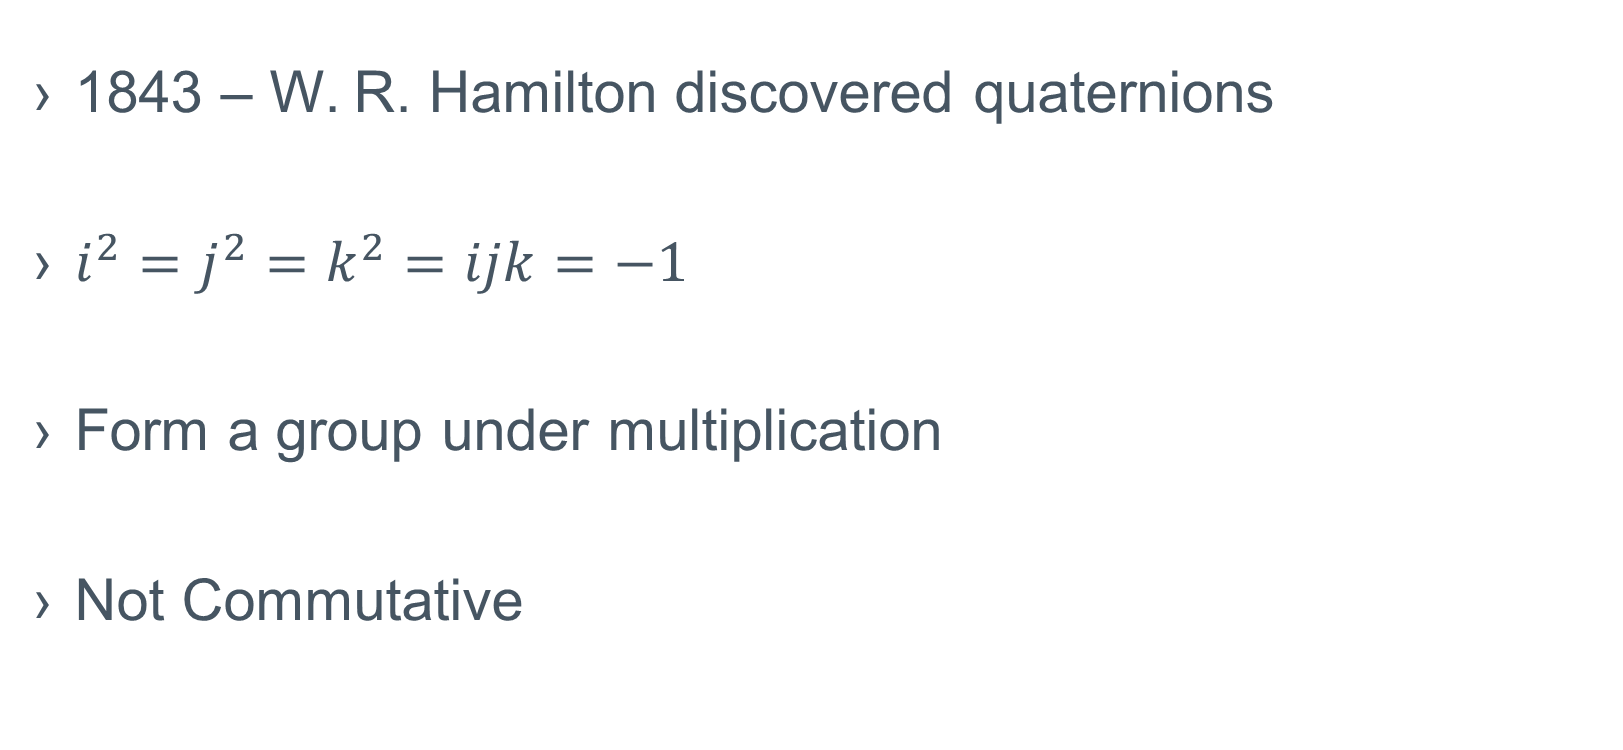 › 1843 – W. R. Hamilton discovered quaternions
› 𝑖² = 𝑗² = 𝑘² = 𝑖𝑗𝑘 = −1
› Form a group under multiplication
› Not Commutative